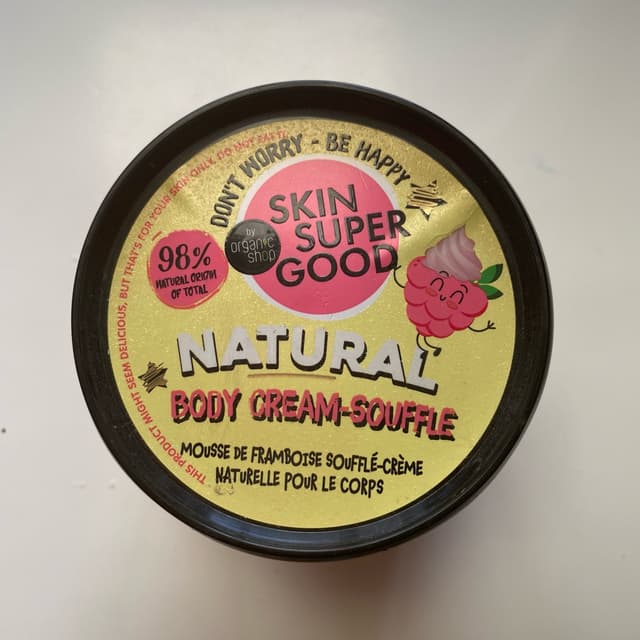 DON'T WORRY - BE HAPPY
SKIN
SUPER
GOOD
by
organic
shop
98%
NATURAL ORIGIN
OF TOTAL
NATURAL
BODY CREAM-SOUFFLE
MOUSSE DE FRAMBOISE SOUFFLÉ-CRÈME
NATURELLE POUR LE CORPS
THIS PRODUCT MIGHT SEEM DELICIOUS, BUT THAT'S FOR YOUR SKIN ONLY, DO NOT EAT IT